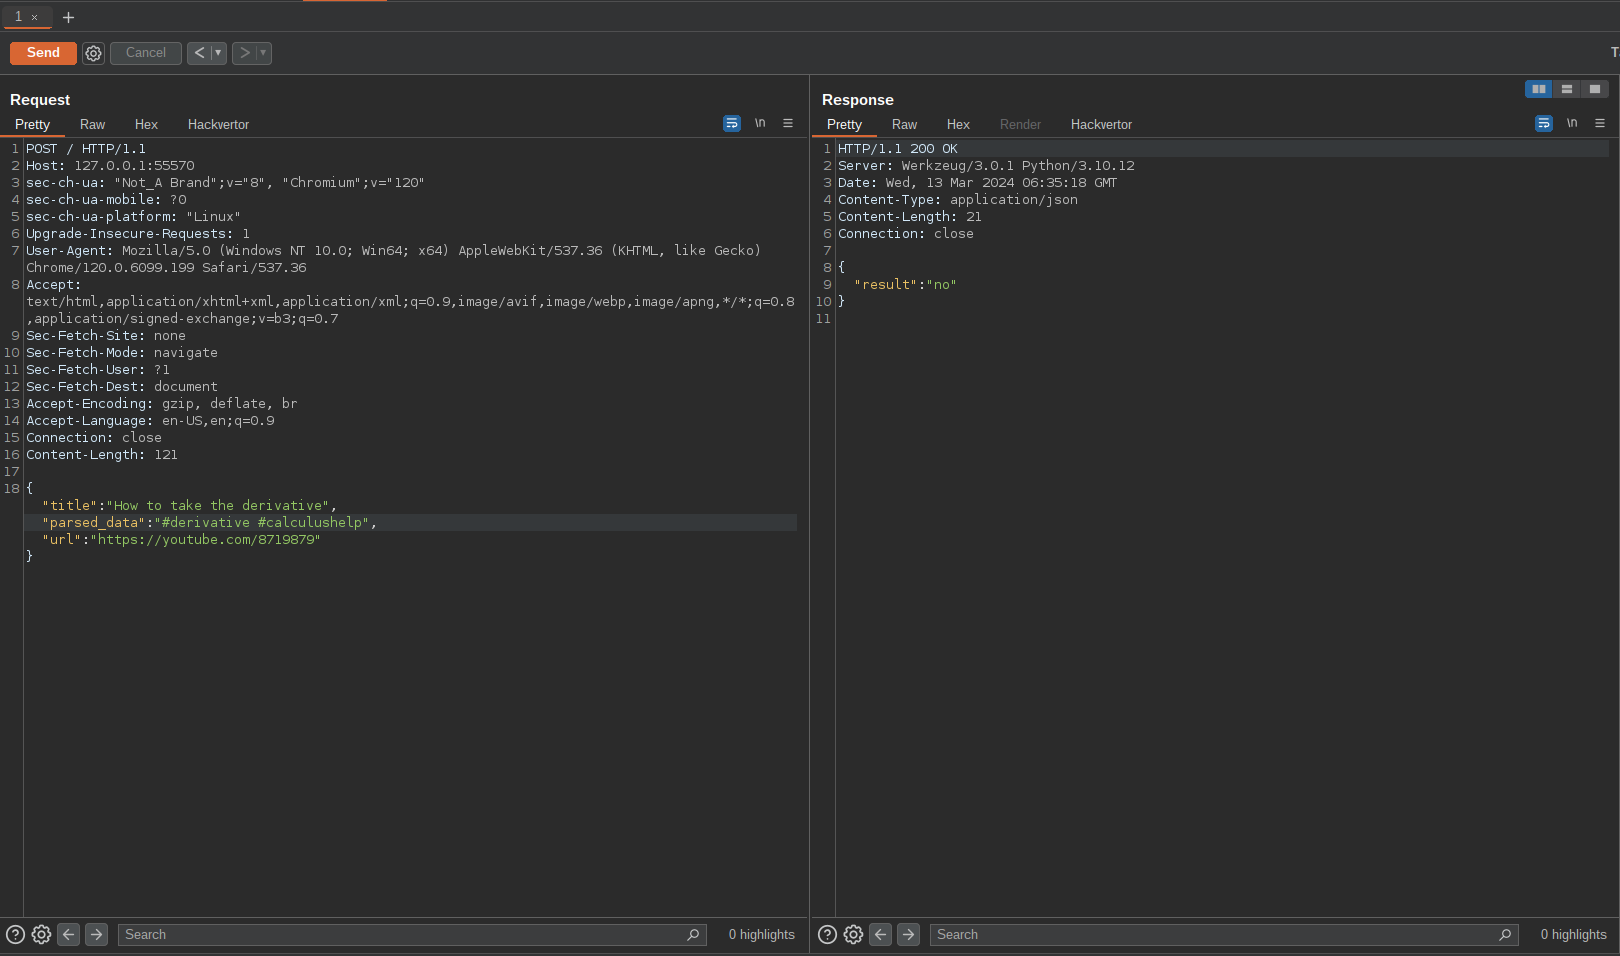 1 × +
Send Cancel < >
T
Request
Pretty Raw Hex Hackvertor \n
1 POST / HTTP/1.1
2 Host: 127.0.0.1:55570
3 sec-ch-ua: "Not_A Brand";v="8", "Chromium";v="120"
4 sec-ch-ua-mobile: ?0
5 sec-ch-ua-platform: "Linux"
6 Upgrade-Insecure-Requests: 1
7 User-Agent: Mozilla/5.0 (Windows NT 10.0; Win64; x64) AppleWebKit/537.36 (KHTML, like Gecko)
Chrome/120.0.6099.199 Safari/537.36
8 Accept:
text/html,application/xhtml+xml,application/xml;q=0.9,image/avif,image/webp,image/apng,*/*;q=0.8
,application/signed-exchange;v=b3;q=0.7
9 Sec-Fetch-Site: none
10 Sec-Fetch-Mode: navigate
11 Sec-Fetch-User: ?1
12 Sec-Fetch-Dest: document
13 Accept-Encoding: gzip, deflate, br
14 Accept-Language: en-US,en;q=0.9
15 Connection: close
16 Content-Length: 121
17
18 {
"title":"How to take the derivative",
"parsed_data":"#derivative #calculushelp",
"url":"https://youtube.com/8719879"
}
Search 0 highlights
Response
Pretty Raw Hex Render Hackvertor \n
1 HTTP/1.1 200 OK
2 Server: Werkzeug/3.0.1 Python/3.10.12
3 Date: Wed, 13 Mar 2024 06:35:18 GMT
4 Content-Type: application/json
5 Content-Length: 21
6 Connection: close
7
8 {
9 "result":"no"
10 }
11
Search 0 highlights